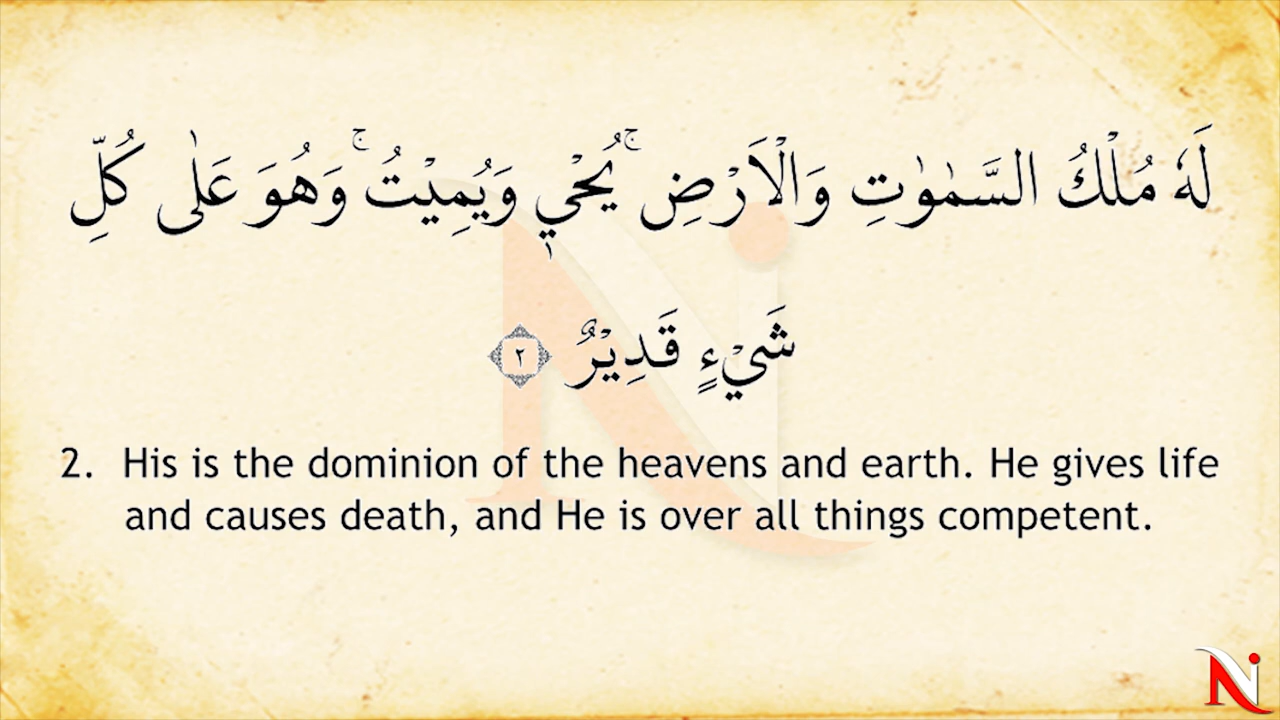 لَهٗ مُلْكُ السَّمٰوٰتِ وَالْاَرْضِ ۚ يُحْيٖ وَيُمِيْتُ ۚ وَهُوَ عَلٰى كُلِّ
شَيْءٍ قَدِيْرٌ ۝٢
2. His is the dominion of the heavens and earth. He gives life
and causes death, and He is over all things competent.
Ni